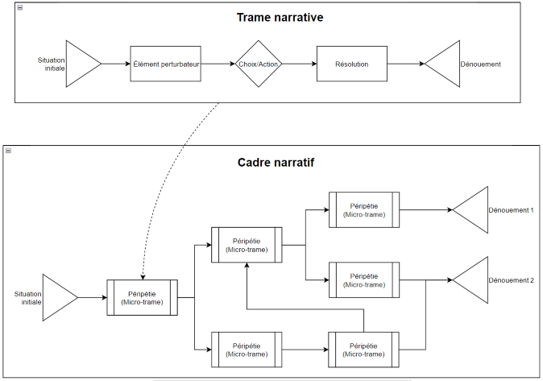 Trame narrative
Situation
initiale
Élément perturbateur
Choix/Action
Résolution
Dénouement
Cadre narratif
Péripétie
(Micro-trame)
Dénouement 1
Péripétie
(Micro-trame)
Situation
initiale
Péripétie
(Micro-trame)
Péripétie
(Micro-trame)
Dénouement 2
Péripétie
(Micro-trame)
Péripétie
(Micro-trame)